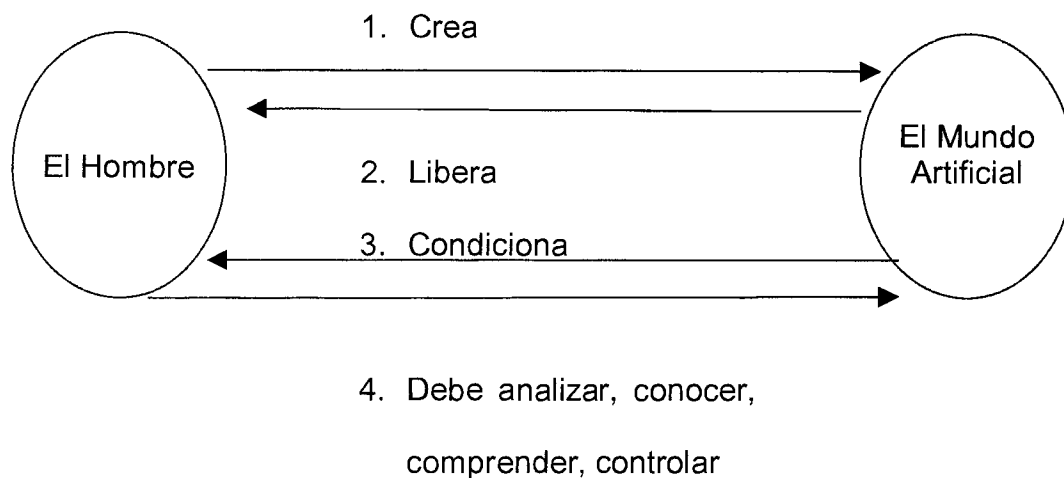 1. Crea
El Hombre
El Mundo
Artificial
2. Libera
3. Condiciona
4. Debe analizar, conocer,
comprender, controlar